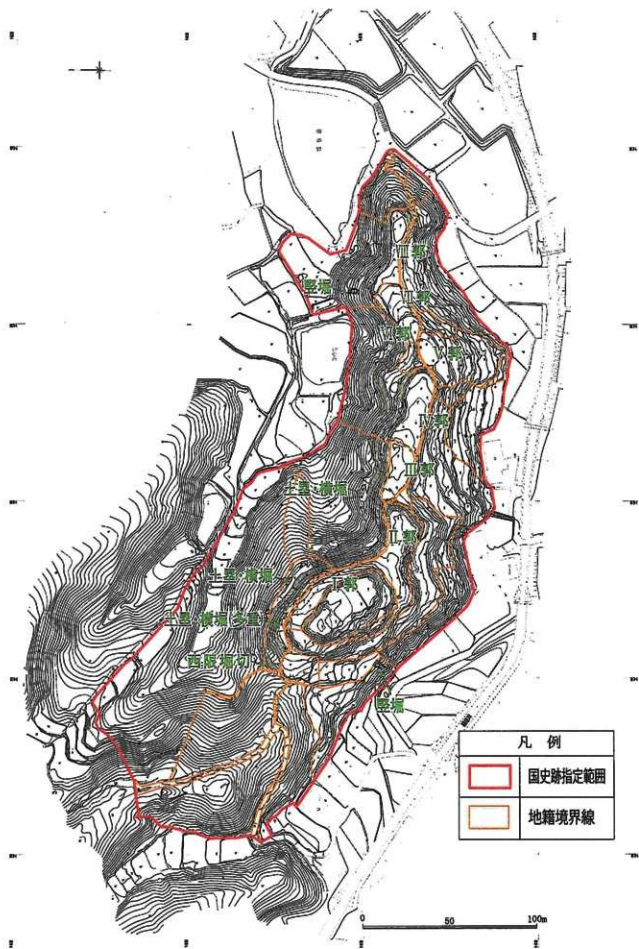 Ⅷ郭
Ⅶ郭
竪堀
Ⅵ郭
Ⅴ郭
Ⅳ郭
Ⅲ郭
土塁・横堀
Ⅱ郭
土塁・横堀
Ⅰ郭
土塁・横堀(多重)
西限堀切
竪堀
凡 例
国史跡指定範囲
地籍境界線
0 50 100m